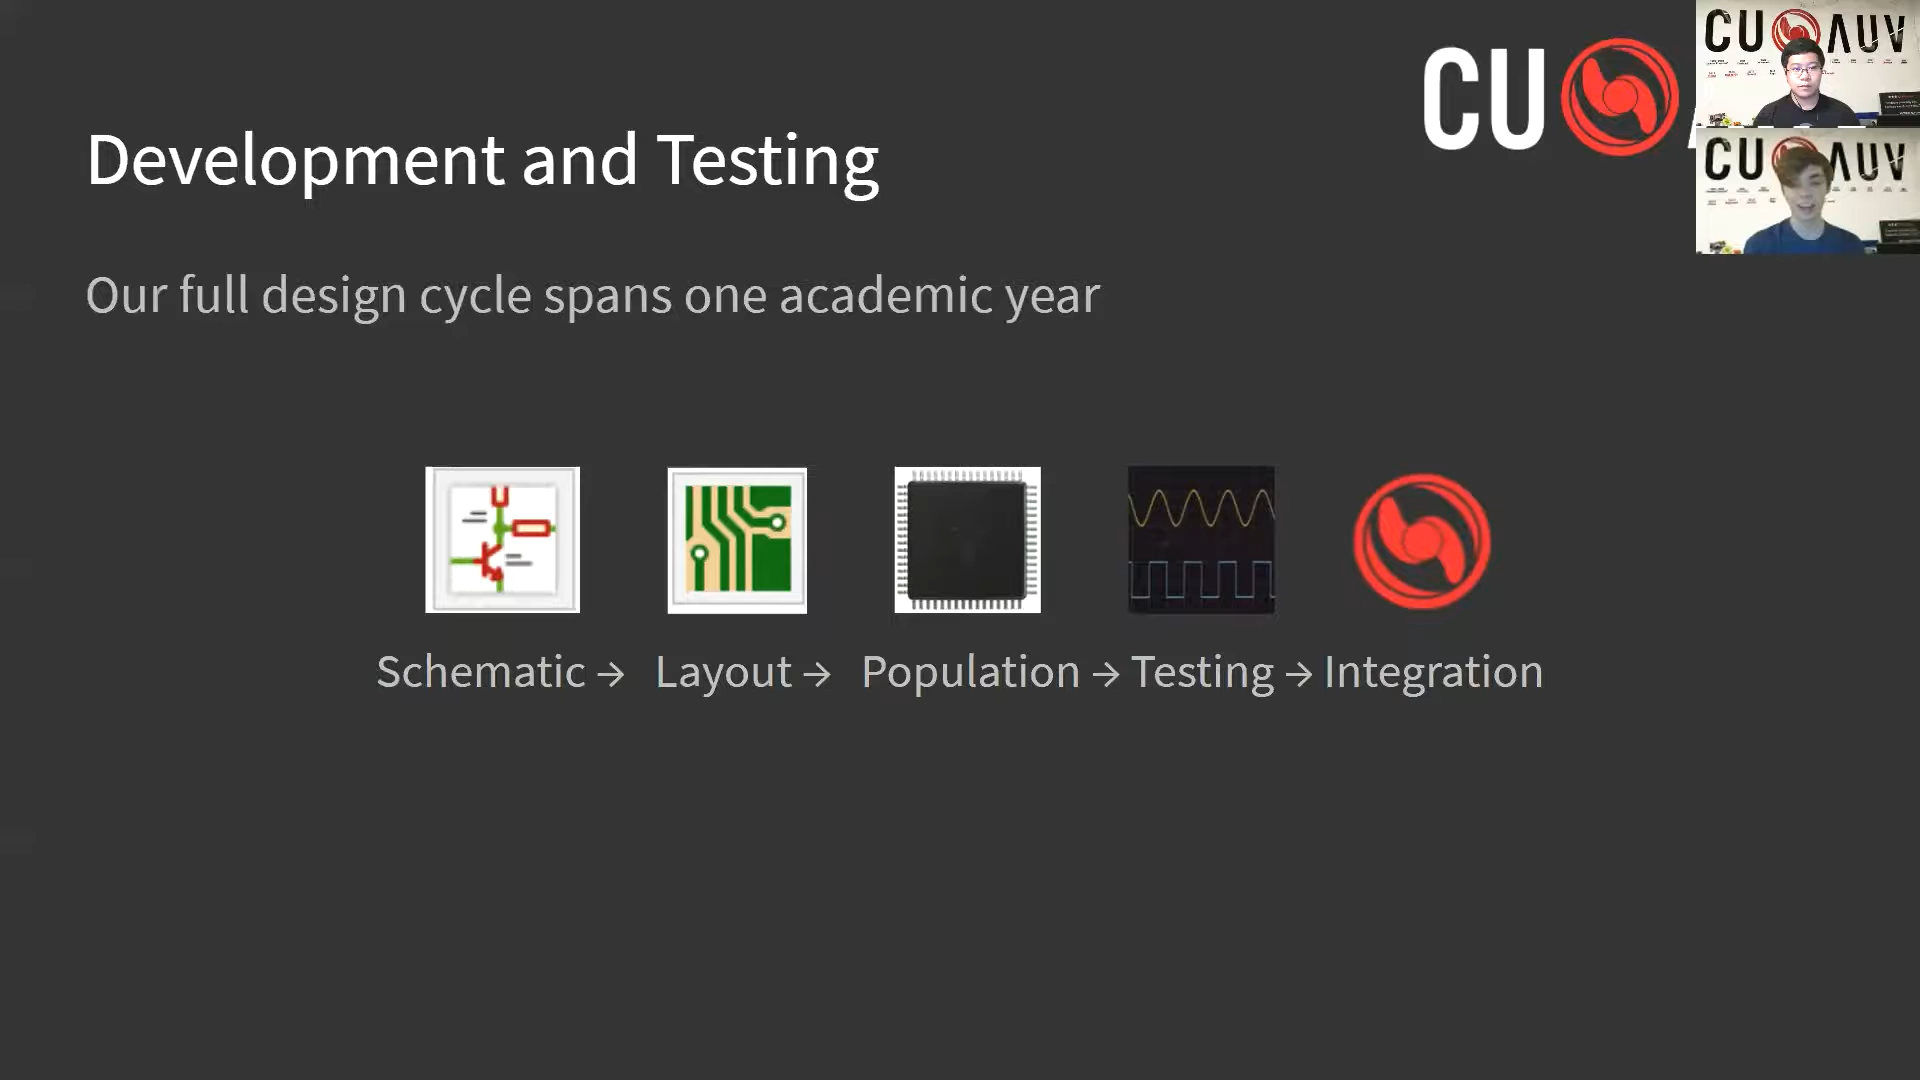 CU
CU AUV
Development and Testing
CU AUV
Our full design cycle spans one academic year
Schematic → Layout → Population → Testing → Integration